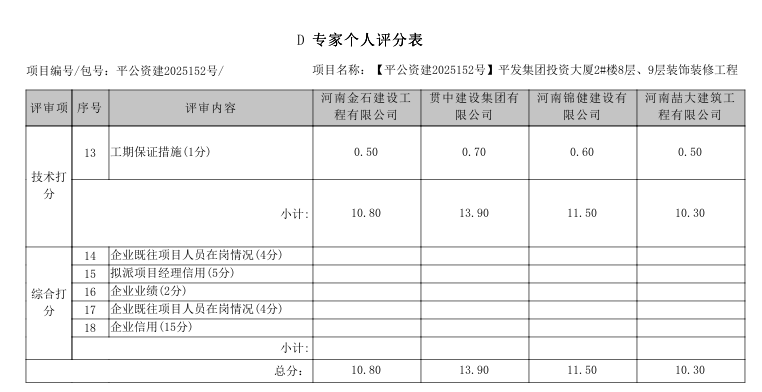 D 专家个人评分表
项目编号/包号: 平公资建2025152号/ 项目名称: 【平公资建2025152号】平发集团投资大厦2#楼8层、9层装饰装修工程
评审项 序号 评审内容 河南金石建设工程有限公司 贯中建设集团有限公司 河南锦健建设有限公司 河南喆大建筑工程有限公司
技术打分
13 工期保证措施(1分) 0.50 0.70 0.60 0.50
小计: 10.80 13.90 11.50 10.30
综合打分
14 企业既往项目人员在岗情况(4分)
15 拟派项目经理信用(5分)
16 企业业绩(2分)
17 企业既往项目人员在岗情况(4分)
18 企业信用(15分)
小计:
总分: 10.80 13.90 11.50 10.30